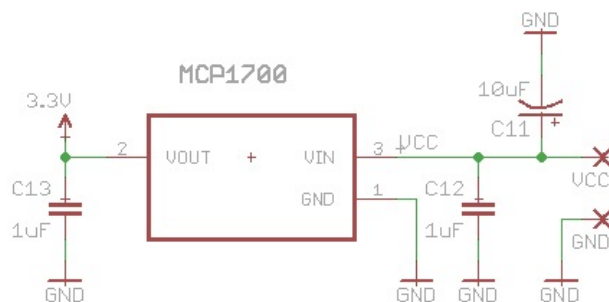 GND
MCP1700
10uF
3.3V
C11
2 VOUT VIN 3 VCC
VCC
C13 GND 1 C12
1uF 1uF GND
GND GND GND GND